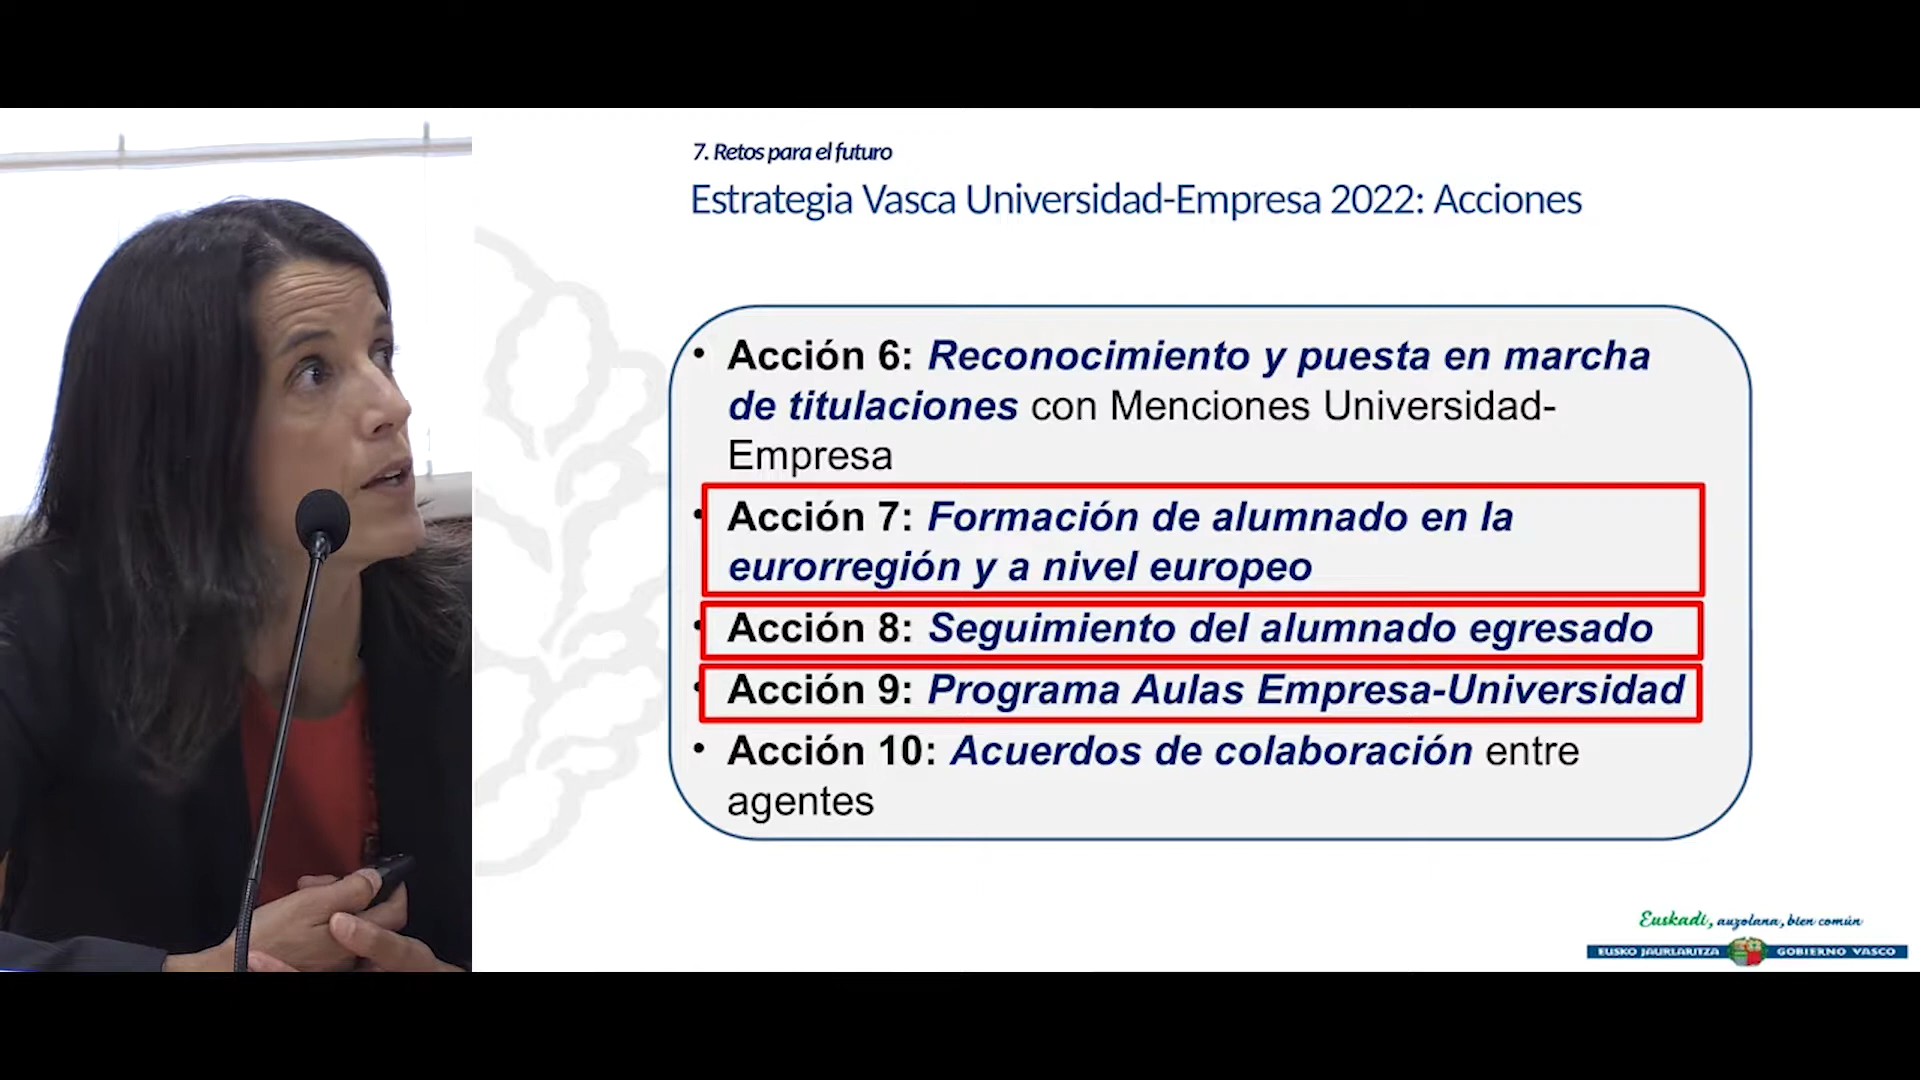 7. Retos para el futuro
Estrategia Vasca Universidad-Empresa 2022: Acciones
• Acción 6: Reconocimiento y puesta en marcha
de titulaciones con Menciones Universidad-
Empresa
• Acción 7: Formación de alumnado en la
eurorregión y a nivel europeo
• Acción 8: Seguimiento del alumnado egresado
• Acción 9: Programa Aulas Empresa-Universidad
• Acción 10: Acuerdos de colaboración entre
agentes
Euskadi, auzolana, bien común
EUSKO JAURLARITZA GOBIERNO VASCO